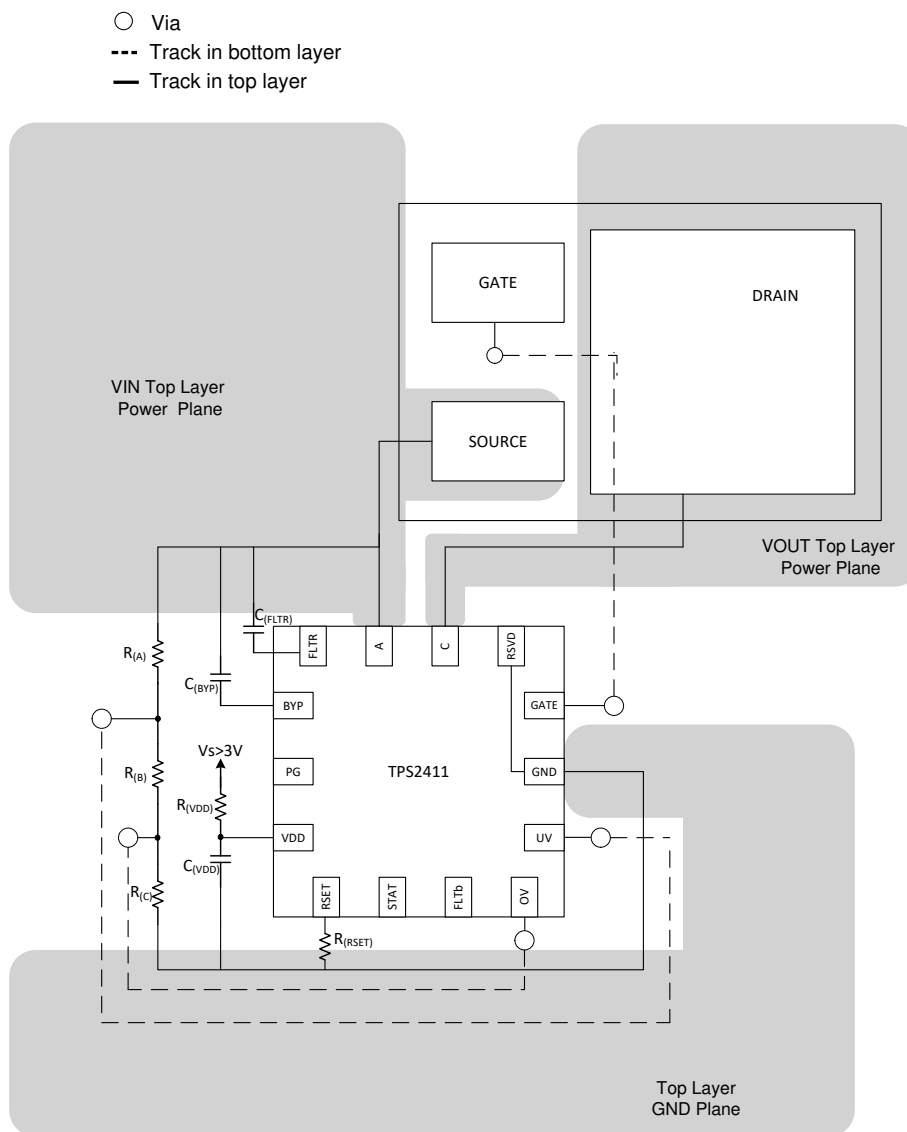 Via
Track in bottom layer
Track in top layer
GATE
DRAIN
VIN Top Layer
Power Plane
SOURCE
VOUT Top Layer
Power Plane
C(FLTR)
FLTR
A
C
RSVD
R(A)
C(BYP)
BYP
GATE
Vs>3V
R(B)
PG
TPS2411
GND
R(VDD)
VDD
UV
C(VDD)
R(C)
RSET
STAT
FLTb
OV
R(RSET)
Top Layer
GND Plane